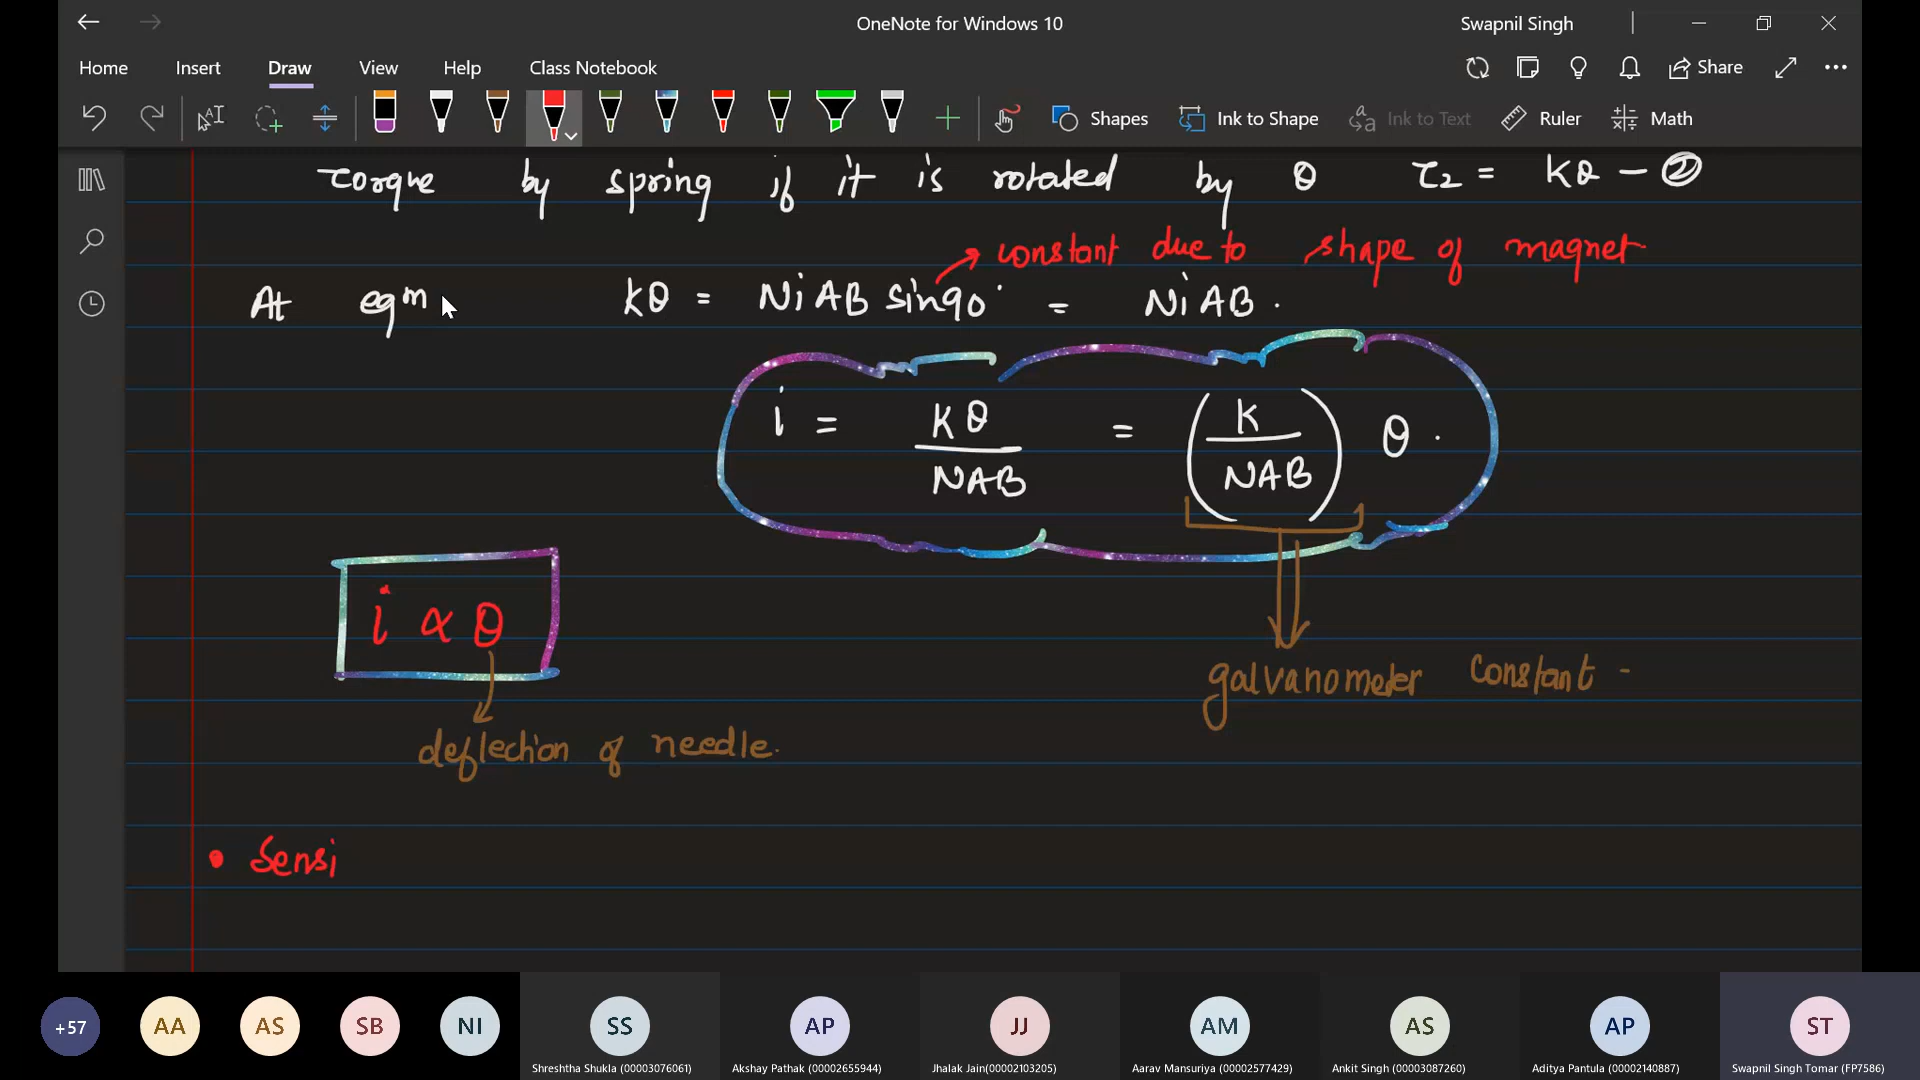 OneNote for Windows 10
Swapnil Singh
Home Insert Draw View Help Class Notebook
Share
Shapes Ink to Shape Ink to Text Ruler Math
Torque by spring if it is rotated by θ τ2 = kθ — ②
constant due to shape of magnet
At eqm kθ = NiAB sin90° = NiAB.
i = kθ/NAB = (k/NAB) θ.
i ∝ θ
galvanometer constant -
deflection of needle.
• Sensi
+57 AA AS SB NI SS AP JJ AM AS AP ST
Shreshtha Shukla (00003076061) Akshay Pathak (00002655944) Jhalak Jain(00002103205) Aarav Mansuriya (00002577429) Ankit Singh (00003087260) Aditya Pantula (00002140887) Swapnil Singh Tomar (FP7586)